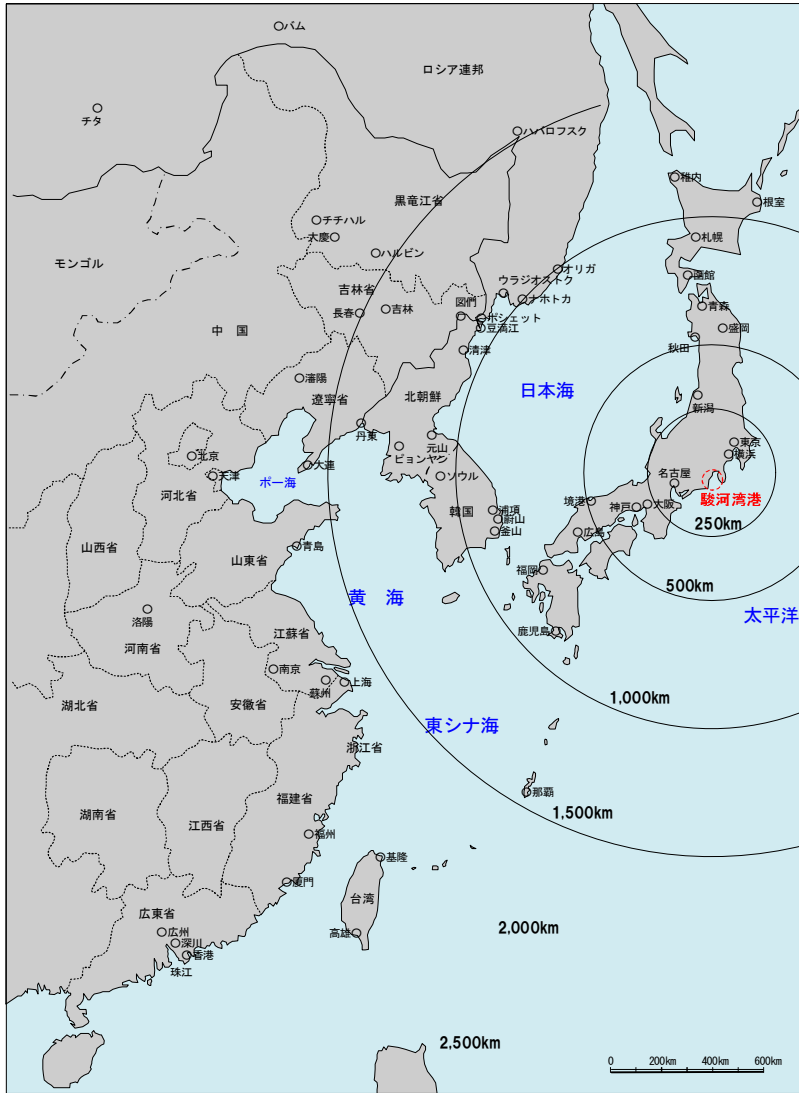 バム
ロシア連邦
チタ
ハバロフスク
稚内
根室
黒竜江省
チチハル
大慶
札幌
ハルビン
モンゴル
オリガ
函館
吉林省
ウラジオストク
ナホトカ
長春
吉林
図們
ポシェット
青森
豆満江
中 国
盛岡
秋田
清津
瀋陽
日本海
遼寧省
北朝鮮
新潟
丹東
元山
東京
ピョンヤン
横浜
北京
大連
天津
ボー海
ソウル
名古屋
河北省
駿河湾港
境港
神戸
大阪
韓国
浦項
蔚山
250km
釜山
広島
山西省
青島
山東省
福岡
500km
黄 海
洛陽
太平洋
鹿児島
江蘇省
河南省
南京
蘇州
上海
1,000km
湖北省
安徽省
東シナ海
浙江省
那覇
福建省
1,500km
湖南省
江西省
福州
基隆
厦門
台湾
広東省
広州
高雄
2,000km
深川
香港
珠江
2,500km
0 200km 400km 600km